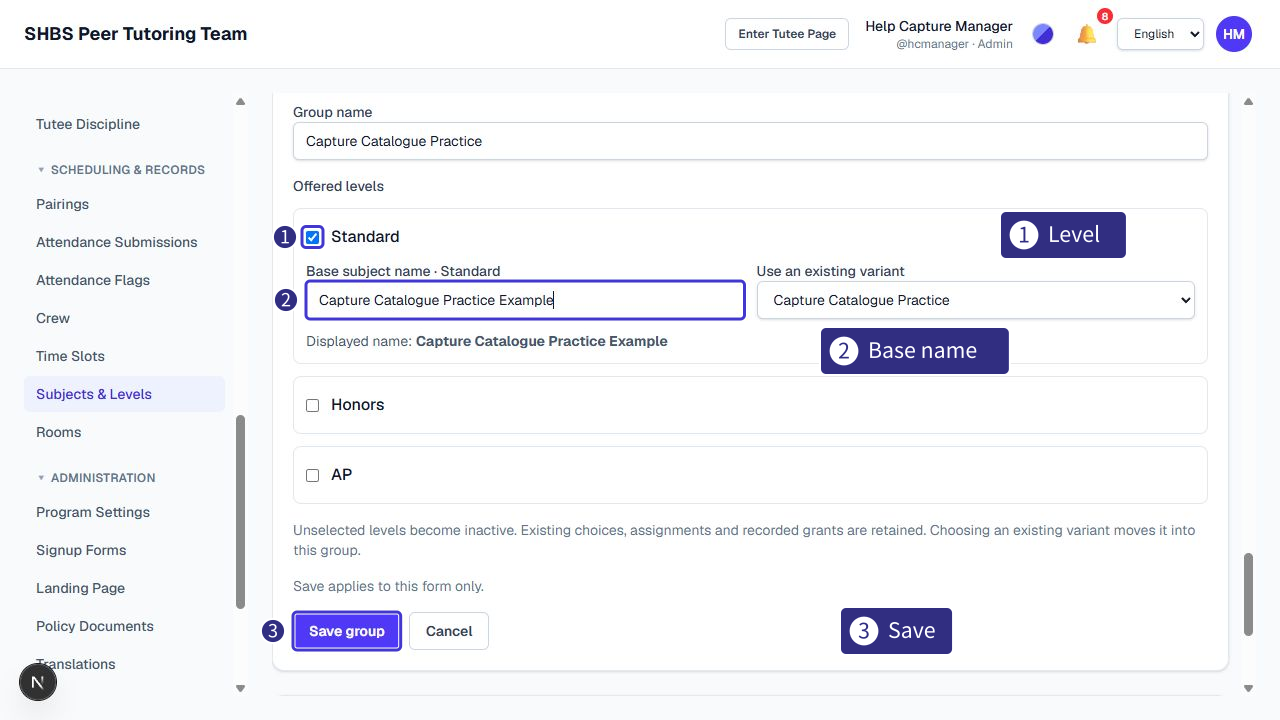 SHBS Peer Tutoring Team
Enter Tutee Page
Help Capture Manager
@hcmanager · Admin
8
English
HM
Tutee Discipline
SCHEDULING & RECORDS
Pairings
Attendance Submissions
Attendance Flags
Crew
Time Slots
Subjects & Levels
Rooms
ADMINISTRATION
Program Settings
Signup Forms
Landing Page
Policy Documents
Translations
N
Group name
Capture Catalogue Practice
Offered levels
1 Standard
1 Level
Base subject name · Standard
Use an existing variant
2 Capture Catalogue Practice Example
Capture Catalogue Practice
Displayed name: Capture Catalogue Practice Example
2 Base name
Honors
AP
Unselected levels become inactive. Existing choices, assignments and recorded grants are retained. Choosing an existing variant moves it into
this group.
Save applies to this form only.
3 Save group
Cancel
3 Save